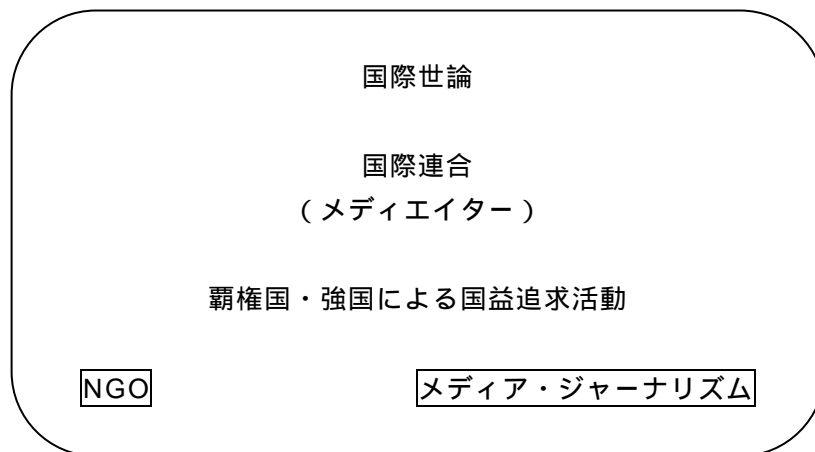 国際世論
国際連合
（メディエイター）
覇権国・強国による国益追求活動
NGO
メディア・ジャーナリズム